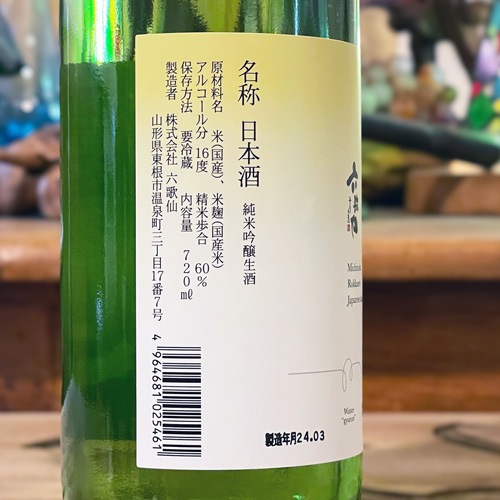 名称 日本酒 純米吟醸生酒
原材料名 米(国産)、米麹(国産米)
アルコール分 16度 精米歩合 60%
保存方法 要冷蔵 内容量 720ml
製造者 株式会社 六歌仙
山形県東根市温泉町三丁目17番7号
4 964681 025461
製造年月24.03
Winter